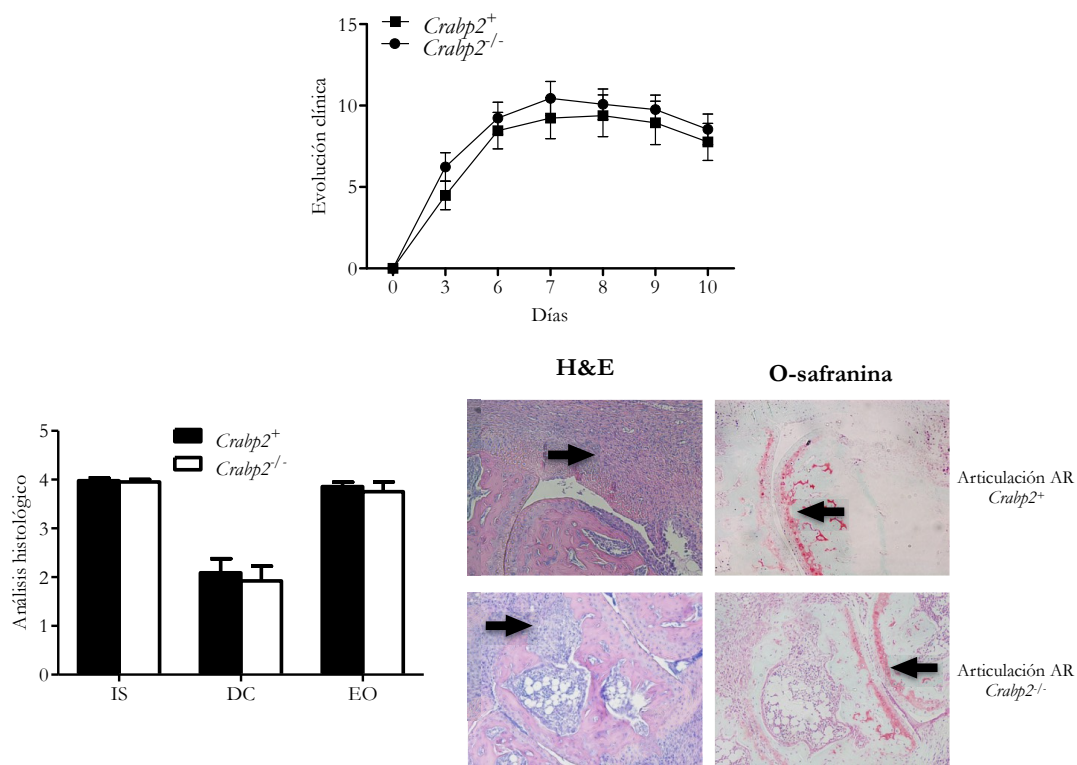 15
10
5
0
Evolución clínica
Crabp2+
Crabp2-/-
0 3 6 7 8 9 10
Días
5
4
3
2
1
0
Análisis histológico
Crabp2+
Crabp2-/-
IS DC EO
H&E
O-safranina
Articulación AR
Crabp2+
Articulación AR
Crabp2-/-